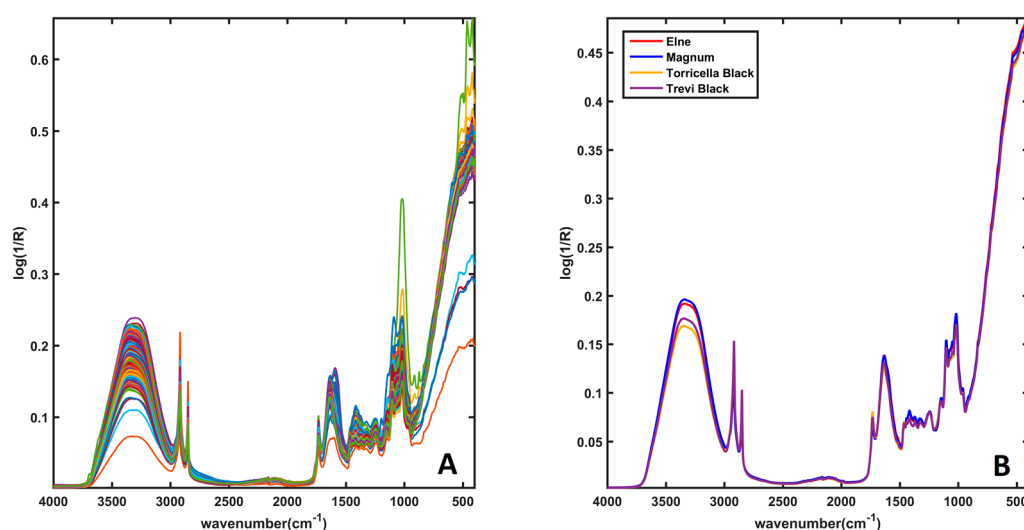 log(1/R)
0.6
0.5
0.4
0.3
0.2
0.1
4000 3500 3000 2500 2000 1500 1000 500
wavenumber(cm-1)
A
log(1/R)
0.45
0.4
0.35
0.3
0.25
0.2
0.15
0.1
0.05
4000 3500 3000 2500 2000 1500 1000 500
wavenumber(cm-1)
Elne
Magnum
Torricella Black
Trevi Black
B